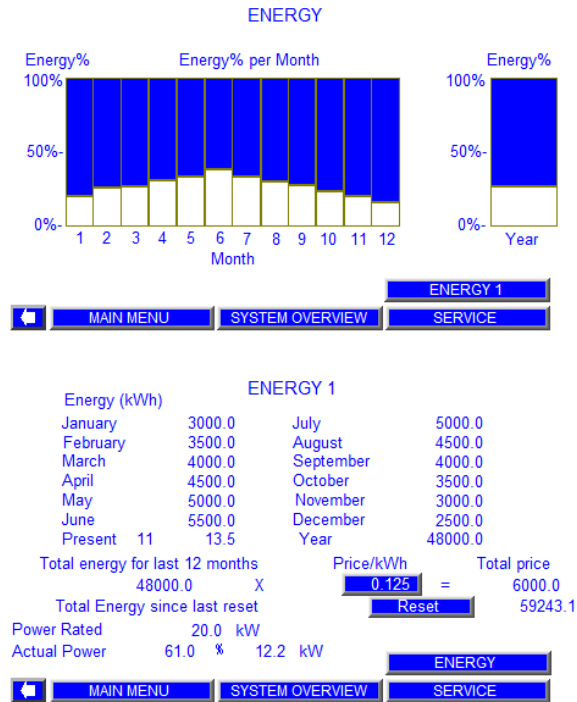 ENERGY
Energy% Energy% per Month Energy%
100% 100%
50%- 50%-
0%- 0%-
1 2 3 4 5 6 7 8 9 10 11 12 Year
Month
ENERGY 1
MAIN MENU SYSTEM OVERVIEW SERVICE
ENERGY 1
Energy (kWh)
January 3000.0 July 5000.0
February 3500.0 August 4500.0
March 4000.0 September 4000.0
April 4500.0 October 3500.0
May 5000.0 November 3000.0
June 5500.0 December 2500.0
Present 11 13.5 Year 48000.0
Total energy for last 12 months Price/kWh Total price
48000.0 X 0.125 = 6000.0
Total Energy since last reset Reset 59243.1
Power Rated 20.0 kW
Actual Power 61.0 % 12.2 kW
ENERGY
MAIN MENU SYSTEM OVERVIEW SERVICE